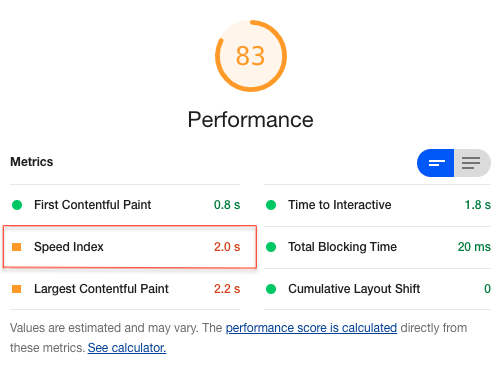 83
Performance
Metrics
First Contentful Paint 0.8 s
Time to Interactive 1.8 s
Speed Index 2.0 s
Total Blocking Time 20 ms
Largest Contentful Paint 2.2 s
Cumulative Layout Shift 0
Values are estimated and may vary. The performance score is calculated directly from
these metrics. See calculator.